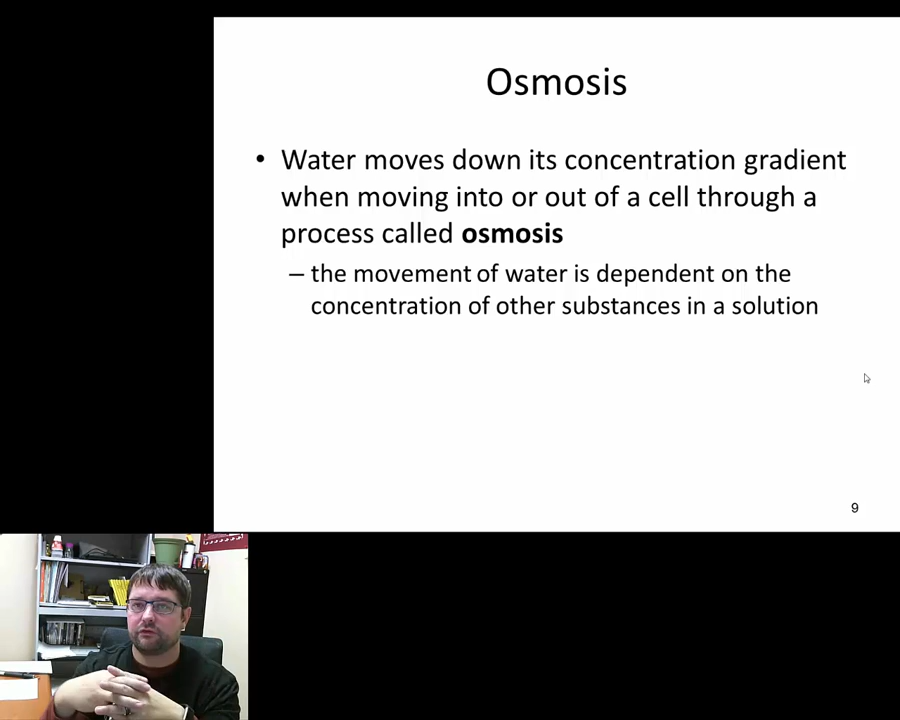 Osmosis
• Water moves down its concentration gradient
when moving into or out of a cell through a
process called osmosis
– the movement of water is dependent on the
concentration of other substances in a solution
9